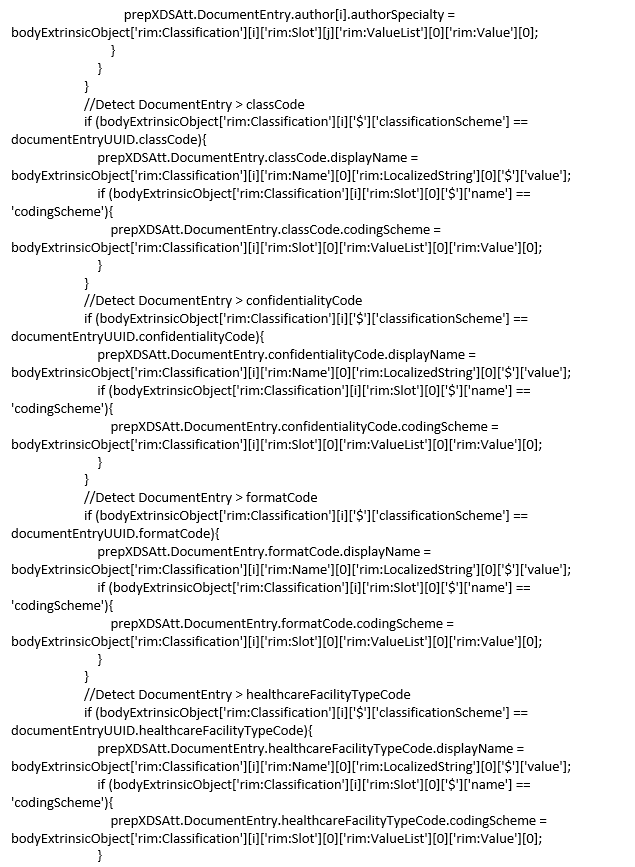 prepXDSAtt.DocumentEntry.author[i].authorSpecialty =
bodyExtrinsicObject['rim:Classification'][i]['rim:Slot'][j]['rim:ValueList'][0]['rim:Value'][0];
}
}
}
//Detect DocumentEntry > classCode
if (bodyExtrinsicObject['rim:Classification'][i]['$']['classificationScheme'] ==
documentEntryUUID.classCode){
prepXDSAtt.DocumentEntry.classCode.displayName =
bodyExtrinsicObject['rim:Classification'][i]['rim:Name'][0]['rim:LocalizedString'][0]['$']['value'];
if (bodyExtrinsicObject['rim:Classification'][i]['rim:Slot'][0]['$']['name'] ==
'codingScheme'){
prepXDSAtt.DocumentEntry.classCode.codingScheme =
bodyExtrinsicObject['rim:Classification'][i]['rim:Slot'][0]['rim:ValueList'][0]['rim:Value'][0];
}
}
//Detect DocumentEntry > confidentialityCode
if (bodyExtrinsicObject['rim:Classification'][i]['$']['classificationScheme'] ==
documentEntryUUID.confidentialityCode){
prepXDSAtt.DocumentEntry.confidentialityCode.displayName =
bodyExtrinsicObject['rim:Classification'][i]['rim:Name'][0]['rim:LocalizedString'][0]['$']['value'];
if (bodyExtrinsicObject['rim:Classification'][i]['rim:Slot'][0]['$']['name'] ==
'codingScheme'){
prepXDSAtt.DocumentEntry.confidentialityCode.codingScheme =
bodyExtrinsicObject['rim:Classification'][i]['rim:Slot'][0]['rim:ValueList'][0]['rim:Value'][0];
}
}
//Detect DocumentEntry > formatCode
if (bodyExtrinsicObject['rim:Classification'][i]['$']['classificationScheme'] ==
documentEntryUUID.formatCode){
prepXDSAtt.DocumentEntry.formatCode.displayName =
bodyExtrinsicObject['rim:Classification'][i]['rim:Name'][0]['rim:LocalizedString'][0]['$']['value'];
if (bodyExtrinsicObject['rim:Classification'][i]['rim:Slot'][0]['$']['name'] ==
'codingScheme'){
prepXDSAtt.DocumentEntry.formatCode.codingScheme =
bodyExtrinsicObject['rim:Classification'][i]['rim:Slot'][0]['rim:ValueList'][0]['rim:Value'][0];
}
}
//Detect DocumentEntry > healthcareFacilityTypeCode
if (bodyExtrinsicObject['rim:Classification'][i]['$']['classificationScheme'] ==
documentEntryUUID.healthcareFacilityTypeCode){
prepXDSAtt.DocumentEntry.healthcareFacilityTypeCode.displayName =
bodyExtrinsicObject['rim:Classification'][i]['rim:Name'][0]['rim:LocalizedString'][0]['$']['value'];
if (bodyExtrinsicObject['rim:Classification'][i]['rim:Slot'][0]['$']['name'] ==
'codingScheme'){
prepXDSAtt.DocumentEntry.healthcareFacilityTypeCode.codingScheme =
bodyExtrinsicObject['rim:Classification'][i]['rim:Slot'][0]['rim:ValueList'][0]['rim:Value'][0];
}